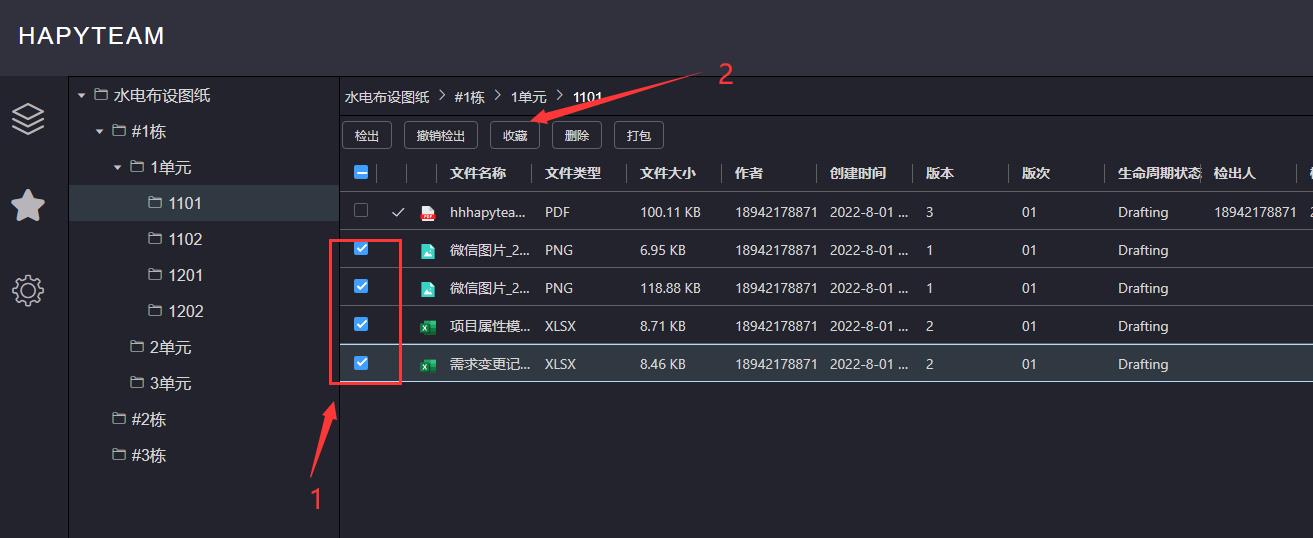 HAPYTEAM
2
水电布设图纸
#1栋
1单元
1101
1102
1201
1202
2单元
3单元
#2栋
#3栋
水电布设图纸 > #1栋 > 1单元 > 1101
检出 撤销检出 收藏 删除 打包
文件名称 文件类型 文件大小 作者 创建时间 版本 版次 生命周期状态 检出人
hhhapytea... PDF 100.11 KB 18942178871 2022-8-01 ... 3 01 Drafting 18942178871
微信图片_2... PNG 6.95 KB 18942178871 2022-8-01 ... 1 01 Drafting
微信图片_2... PNG 118.88 KB 18942178871 2022-8-01 ... 1 01 Drafting
项目属性模... XLSX 8.71 KB 18942178871 2022-8-01 ... 2 01 Drafting
需求变更记... XLSX 8.46 KB 18942178871 2022-8-01 ... 2 01 Drafting
1